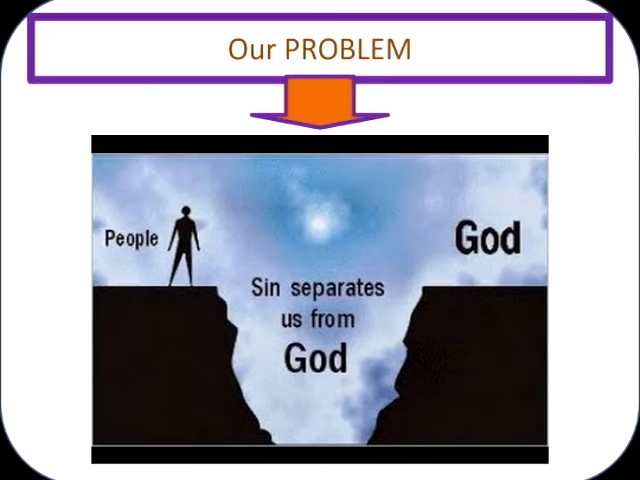 Our PROBLEM
People
God
Sin separates
us from
God